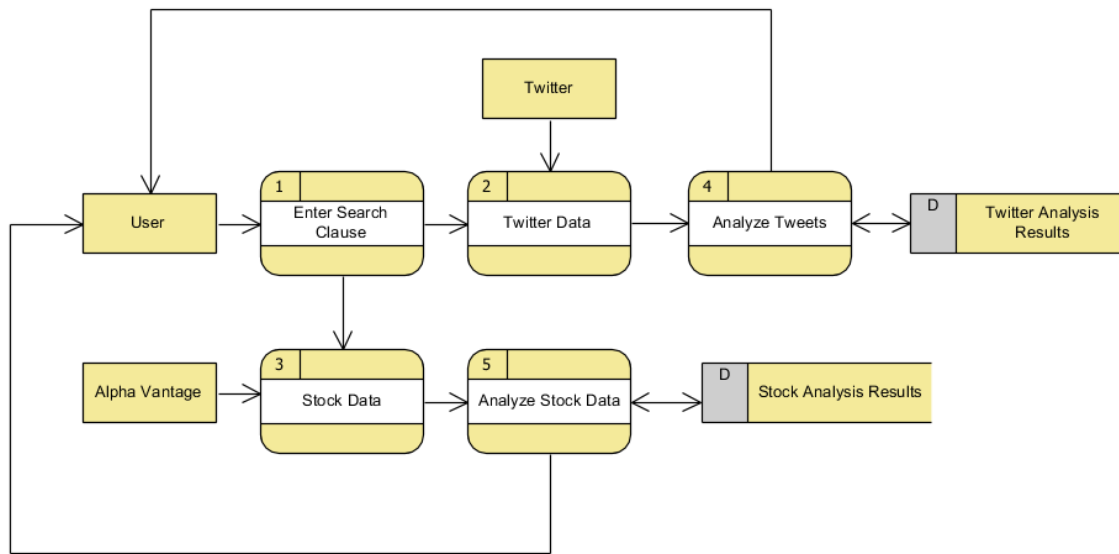 Twitter
1
2
4
User
Enter Search
Clause
Twitter Data
Analyze Tweets
D
Twitter Analysis
Results
3
5
D
Alpha Vantage
Stock Data
Analyze Stock Data
Stock Analysis Results